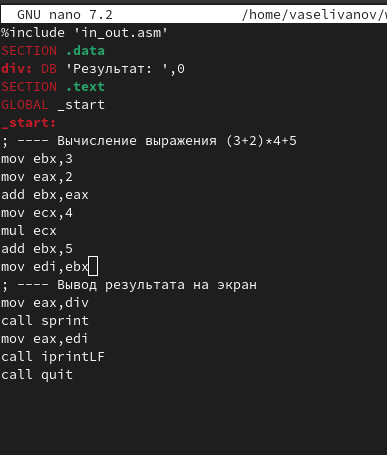 GNU nano 7.2 /home/vaselivanov/
%include 'in_out.asm'
SECTION .data
div: DB 'Результат: ',0
SECTION .text
GLOBAL _start
_start:
; ---- Вычисление выражения (3+2)*4+5
mov ebx,3
mov eax,2
add ebx,eax
mov ecx,4
mul ecx
add ebx,5
mov edi,ebx
; ---- Вывод результата на экран
mov eax,div
call sprint
mov eax,edi
call iprintLF
call quit